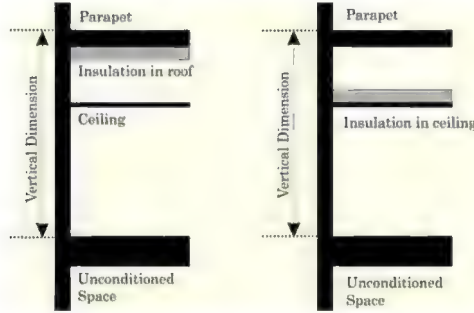 Parapet
Insulation in roof
Ceiling
Vertical Dimension
Unconditioned
Space
Parapet
Insulation in ceiling
Vertical Dimension
Unconditioned
Space